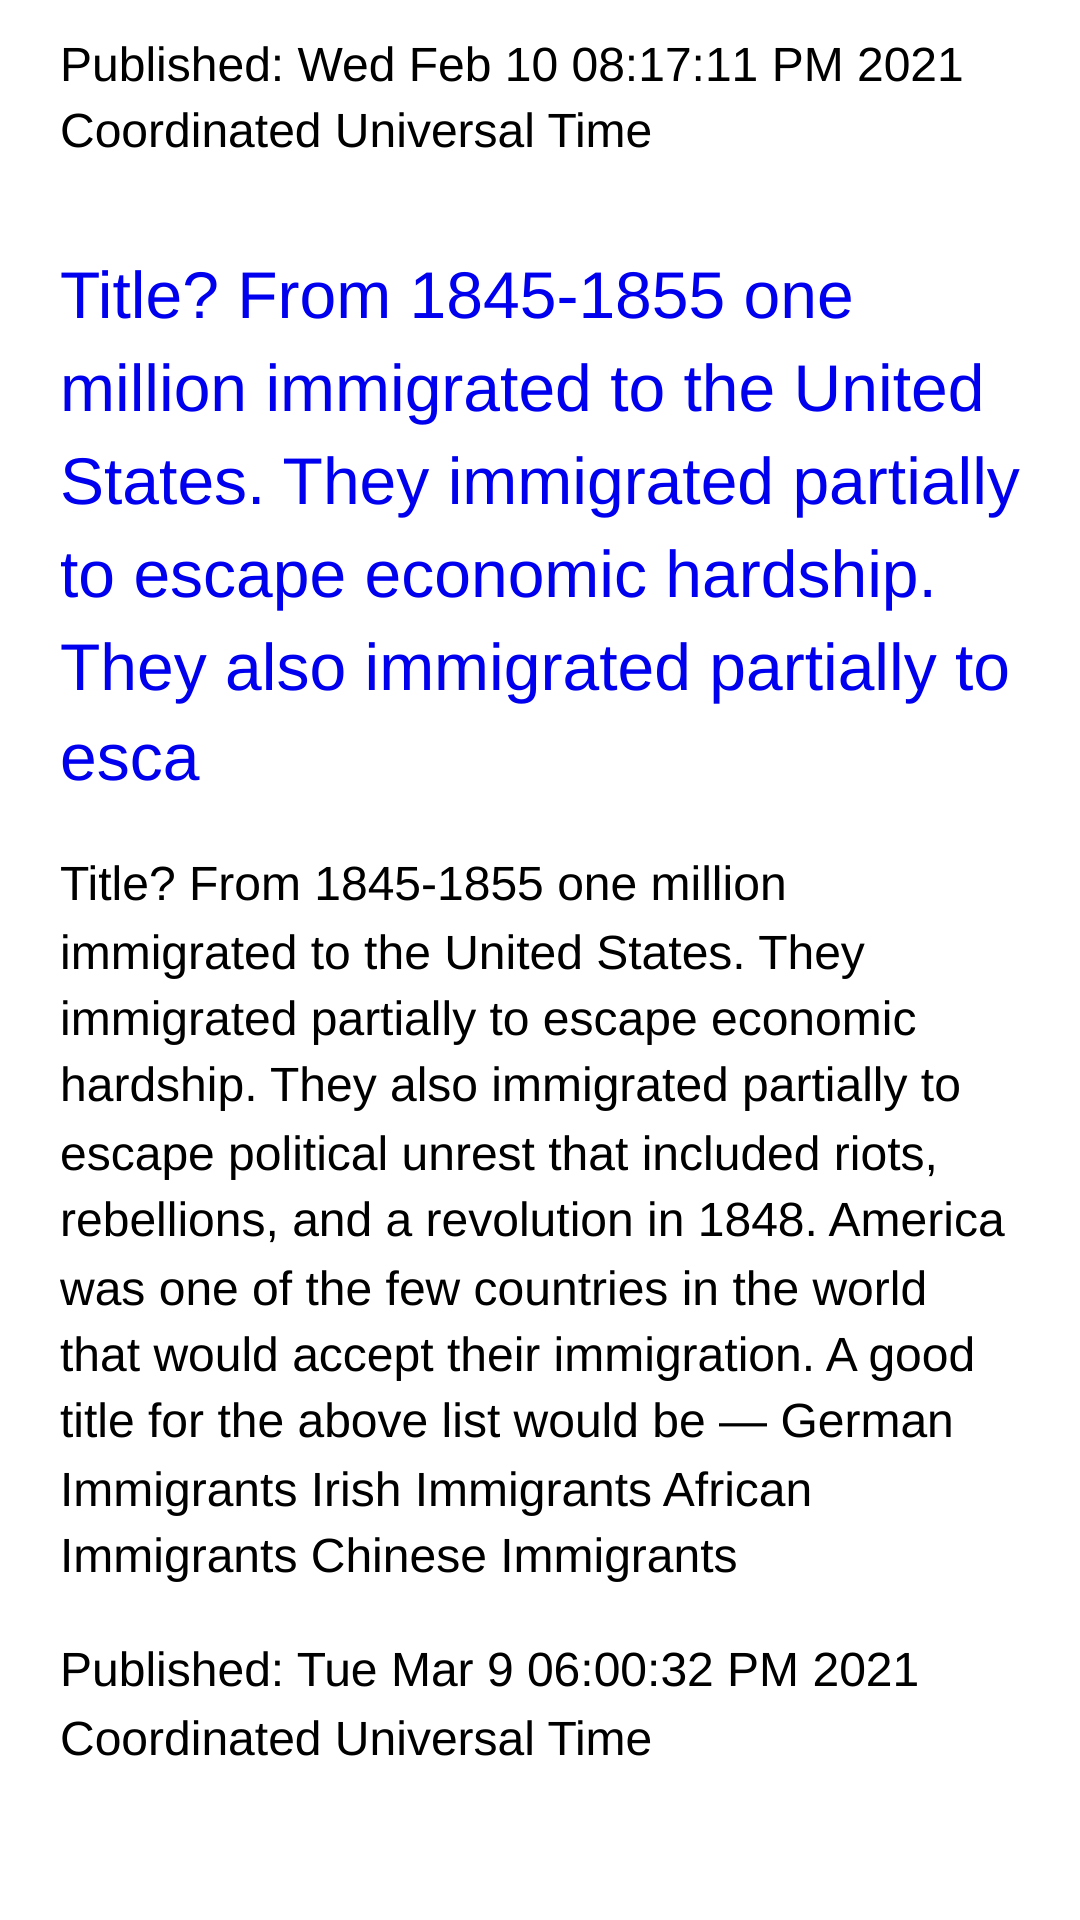 Published: Wed Feb 10 08:17:11 PM 2021
Coordinated Universal Time
Title? From 1845-1855 one
million immigrated to the United
States. They immigrated partially
to escape economic hardship.
They also immigrated partially to
esca
Title? From 1845-1855 one million
immigrated to the United States. They
immigrated partially to escape economic
hardship. They also immigrated partially to
escape political unrest that included riots,
rebellions, and a revolution in 1848. America
was one of the few countries in the world
that would accept their immigration. A good
title for the above list would be — German
Immigrants Irish Immigrants African
Immigrants Chinese Immigrants
Published: Tue Mar 9 06:00:32 PM 2021
Coordinated Universal Time